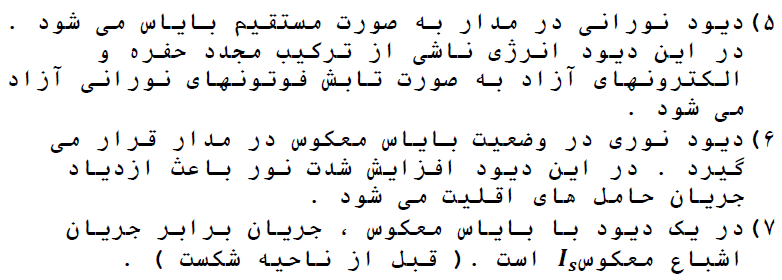 ۵) دیود نورانی در مدار به صورت مستقیم بایاس می شود .
در این دیود انرژی ناشی از ترکیب مجدد حفره و
الکترونهای آزاد به صورت تابش فوتونهای نورانی آزاد
می شود .
۶) دیود نوری در وضعیت بایاس معکوس در مدار قرار می
گیرد . در این دیود افزایش شدت نور باعث ازدیاد
جریان حامل های اقلیت می شود .
۷) در یک دیود با بایاس معکوس ، جریان برابر جریان
اشباع معکوس Is است .( قبل از ناحیه شکست ) .